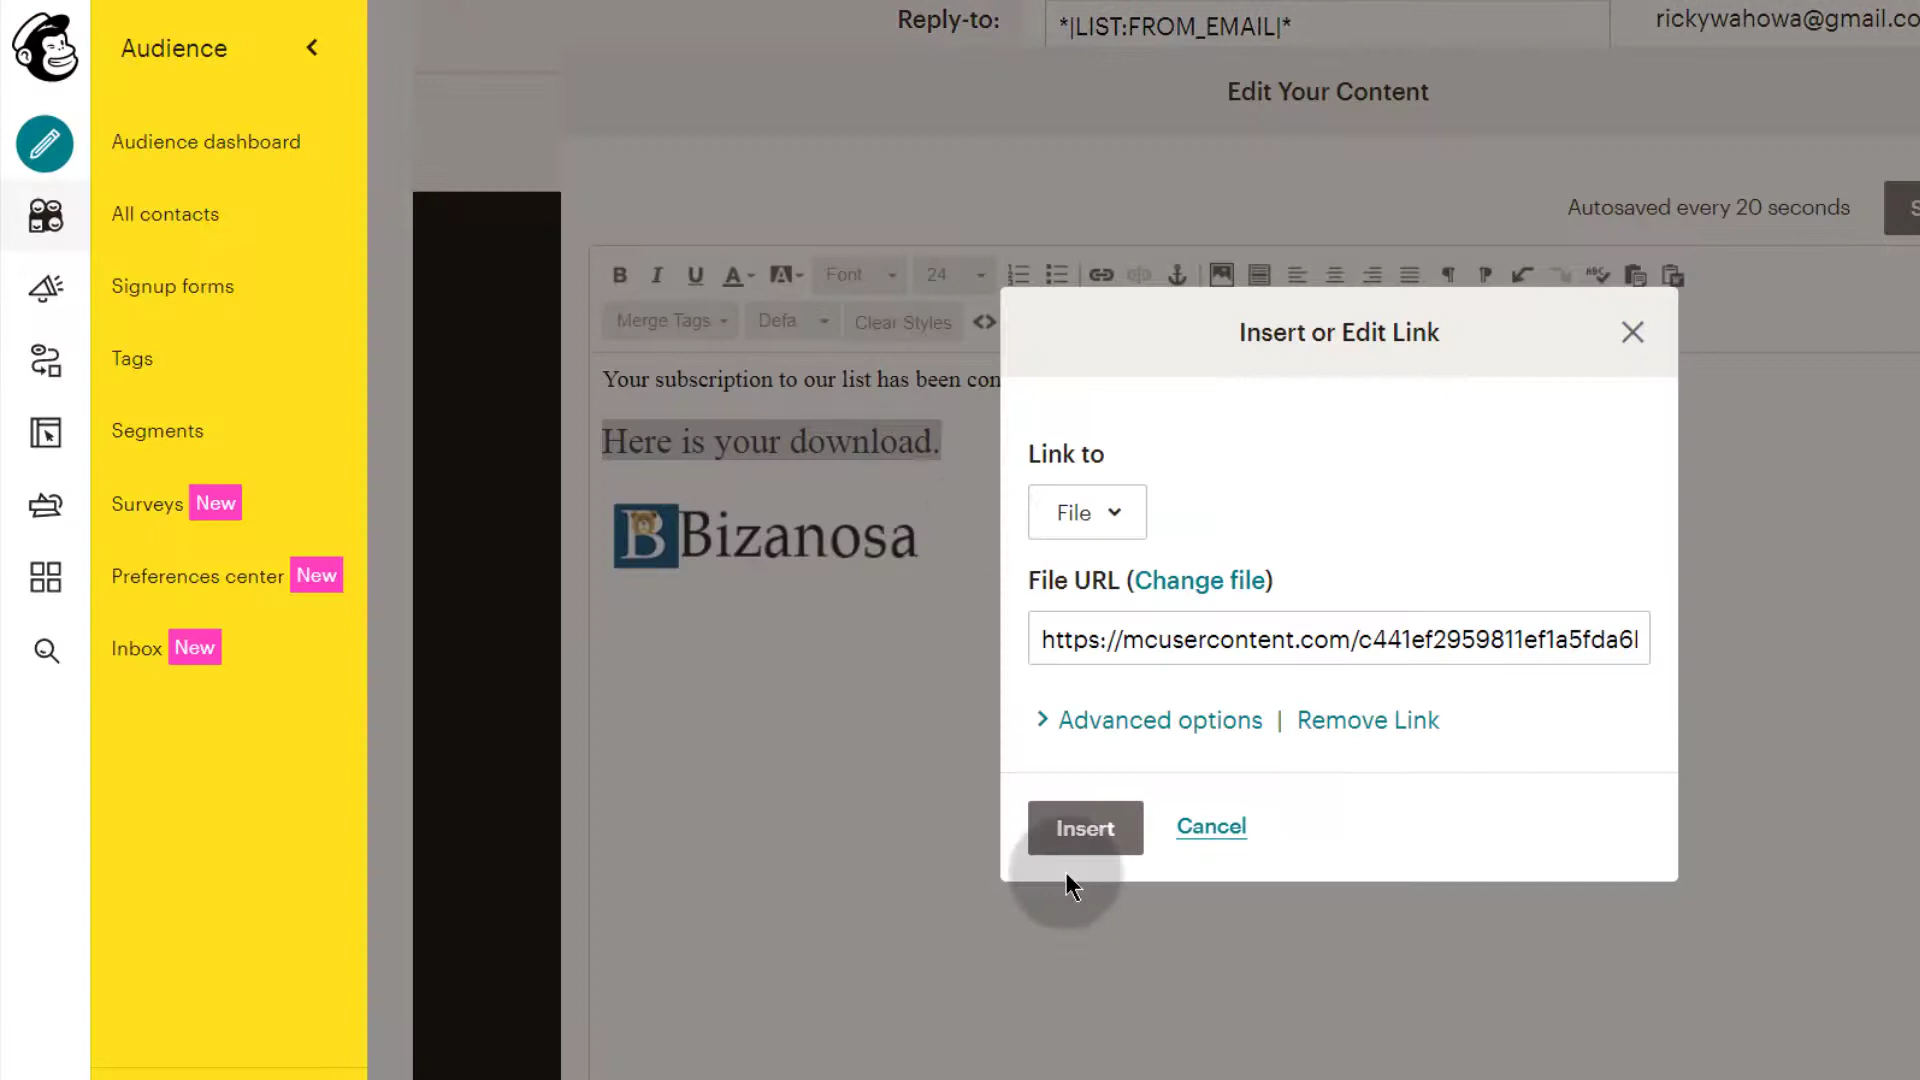 Audience
Audience dashboard
All contacts
Signup forms
Tags
Segments
Surveys New
Preferences center New
Inbox New
Reply-to:
*|LIST:FROM_EMAIL|*
rickywahowa@gmail.co
Edit Your Content
Autosaved every 20 seconds
S
B I U A A Font 24
Merge Tags Defa Clear Styles <>
Your subscription to our list has been con
Here is your download.
B Bizanosa
Insert or Edit Link
Link to
File
File URL (Change file)
https://mcusercontent.com/c441ef2959811ef1a5fda6l
Advanced options | Remove Link
Insert Cancel